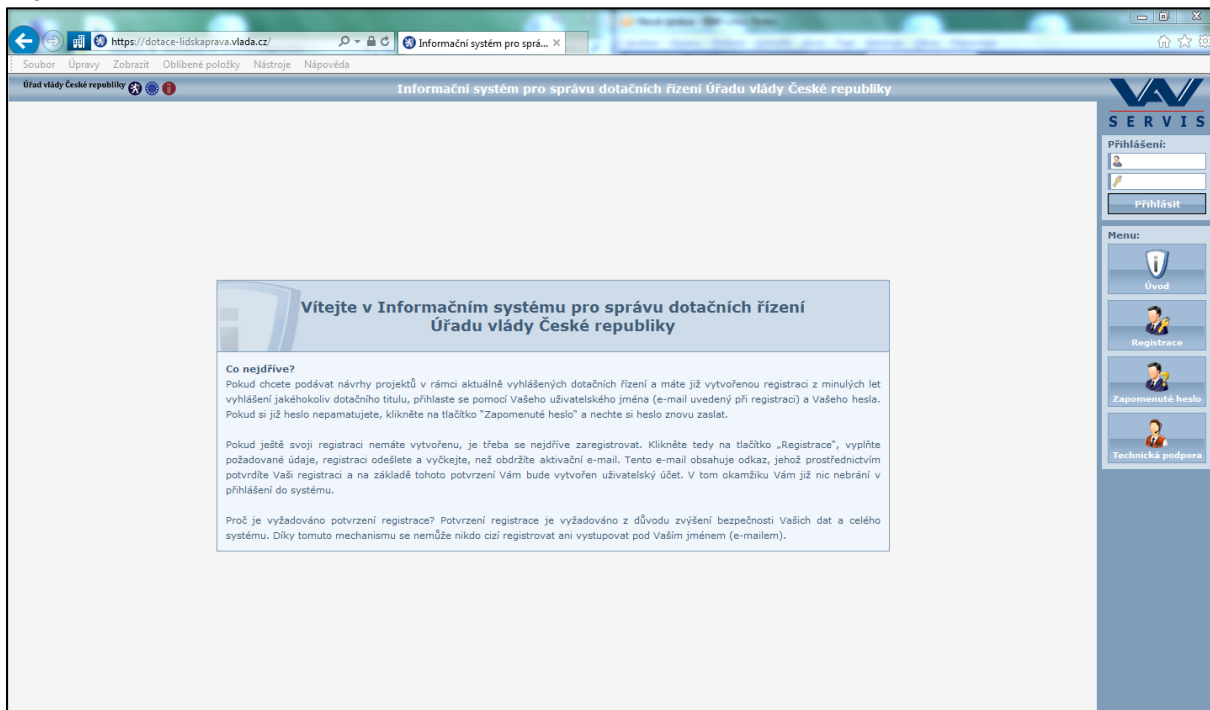 https://dotace-lidskaprava.vlada.cz/
Informační systém pro sprá...
Soubor Úpravy Zobrazit Oblíbené položky Nástroje Nápověda
Úřad vlády České republiky
Informační systém pro správu dotačních řízení Úřadu vlády České republiky
VAV
SERVIS
Přihlášení:
Přihlásit
Menu:
Úvod
Registrace
Zapomenuté heslo
Technická podpora
Vítejte v Informačním systému pro správu dotačních řízení
Úřadu vlády České republiky
Co nejdříve?
Pokud chcete podávat návrhy projektů v rámci aktuálně vyhlášených dotačních řízení a máte již vytvořenou registraci z minulých let
vyhlášení jakéhokoliv dotačního titulu, přihlaste se pomocí Vašeho uživatelského jména (e-mail uvedený při registraci) a Vašeho hesla.
Pokud si již heslo nepamatujete, klikněte na tlačítko "Zapomenuté heslo" a nechte si heslo znovu zaslat.
Pokud ještě svoji registraci nemáte vytvořenu, je třeba se nejdříve zaregistrovat. Klikněte tedy na tlačítko „Registrace“, vyplňte
požadované údaje, registraci odešlete a vyčkejte, než obdržíte aktivační e-mail. Tento e-mail obsahuje odkaz, jehož prostřednictvím
potvrdíte Vaši registraci a na základě tohoto potvrzení Vám bude vytvořen uživatelský účet. V tom okamžiku Vám již nic nebrání v
přihlášení do systému.
Proč je vyžadováno potvrzení registrace? Potvrzení registrace je vyžadováno z důvodu zvýšení bezpečnosti Vašich dat a celého
systému. Díky tomuto mechanismu se nemůže nikdo cizí registrovat ani vystupovat pod Vaším jménem (e-mailem).